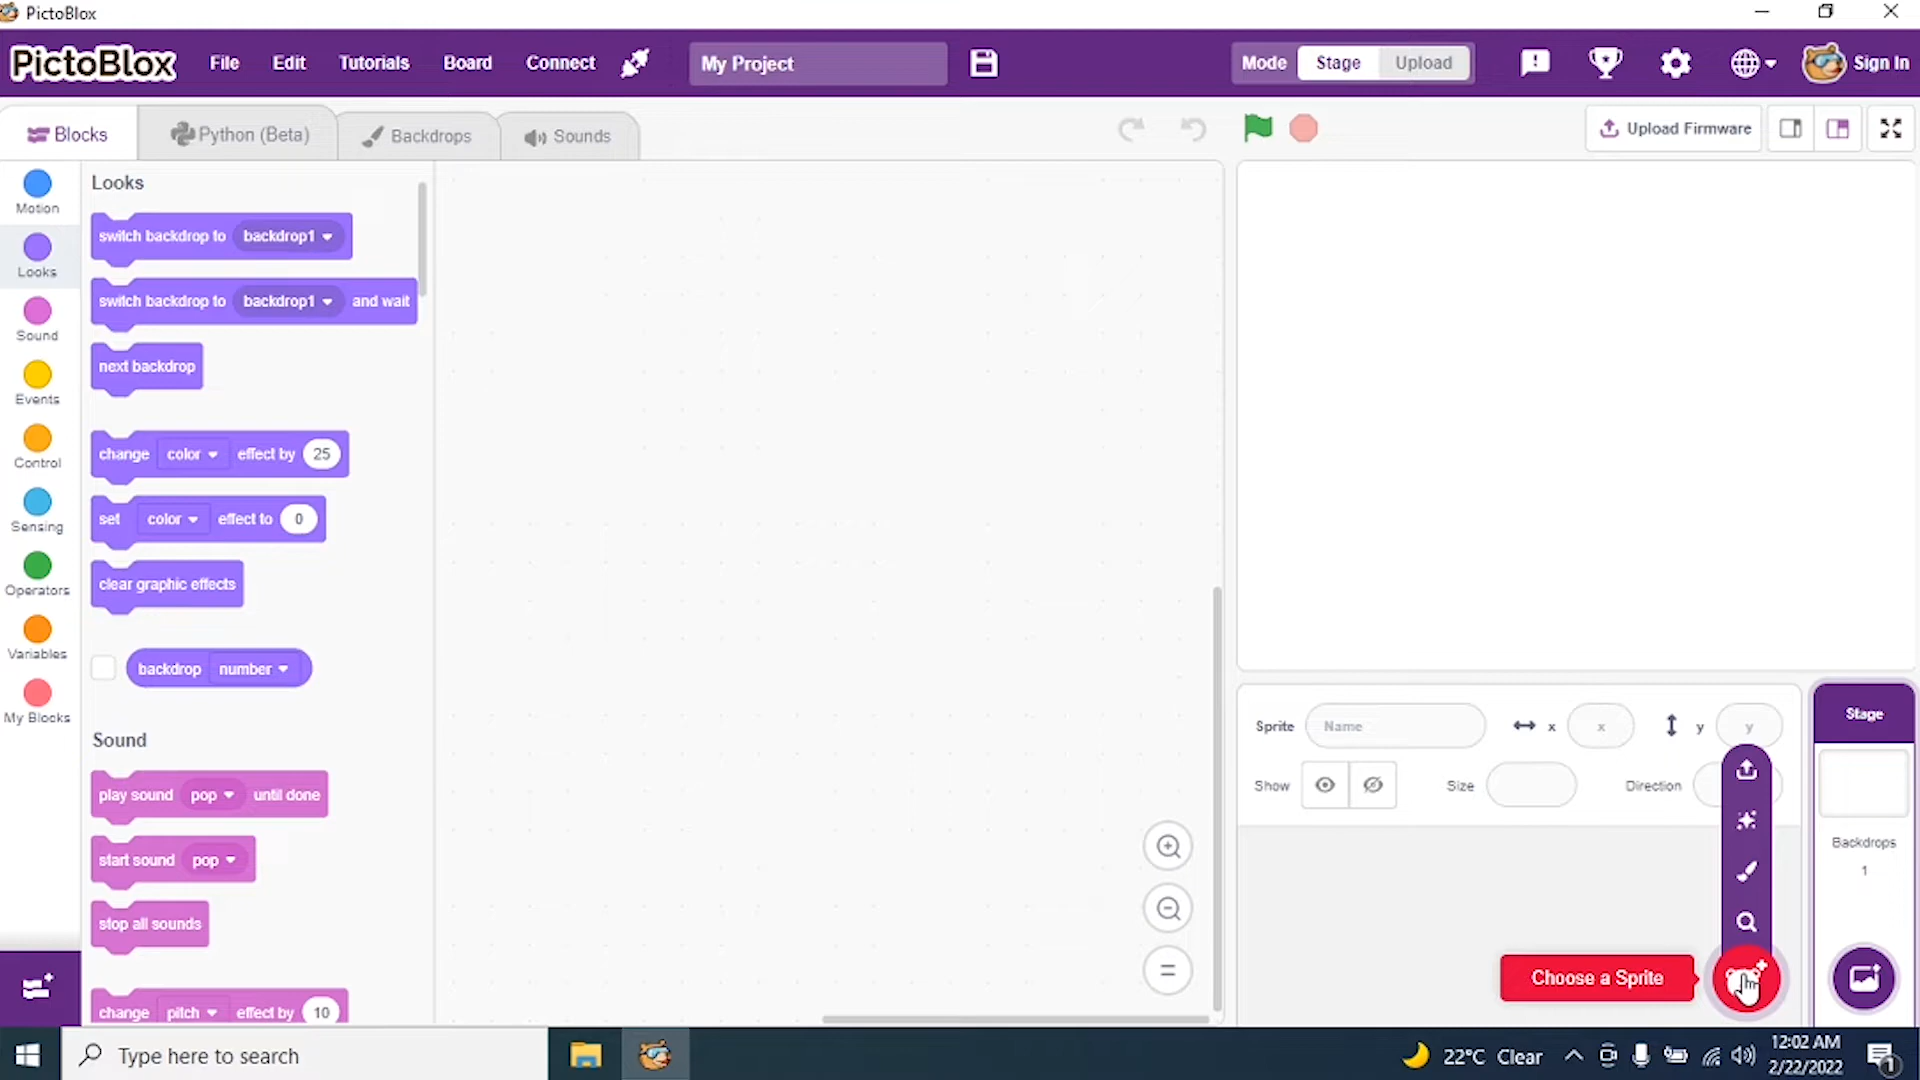 PictoBlox
PictoBlox File Edit Tutorials Board Connect My Project Mode Stage Upload Sign In
Blocks Python (Beta) Backdrops Sounds Upload Firmware
Motion
Looks
Sound
Events
Control
Sensing
Operators
Variables
My Blocks
Looks
switch backdrop to backdrop1
switch backdrop to backdrop1 and wait
next backdrop
change color effect by 25
set color effect to 0
clear graphic effects
backdrop number
Sound
play sound pop until done
start sound pop
stop all sounds
change pitch effect by 10
Sprite Name x x y y
Show Size Direction
Choose a Sprite
Stage
Backdrops
1
Type here to search
22°C Clear
12:02 AM
2/22/2022
1